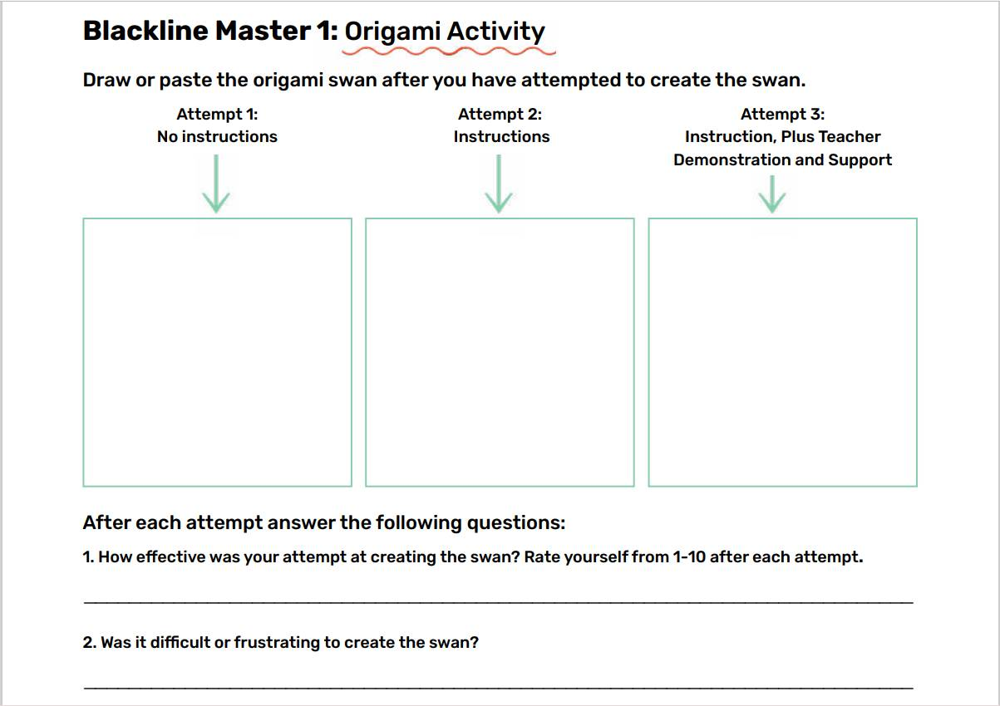 Blackline Master 1: Origami Activity
Draw or paste the origami swan after you have attempted to create the swan.
Attempt 1:
No instructions
Attempt 2:
Instructions
Attempt 3:
Instruction, Plus Teacher
Demonstration and Support
After each attempt answer the following questions:
1. How effective was your attempt at creating the swan? Rate yourself from 1-10 after each attempt.
2. Was it difficult or frustrating to create the swan?